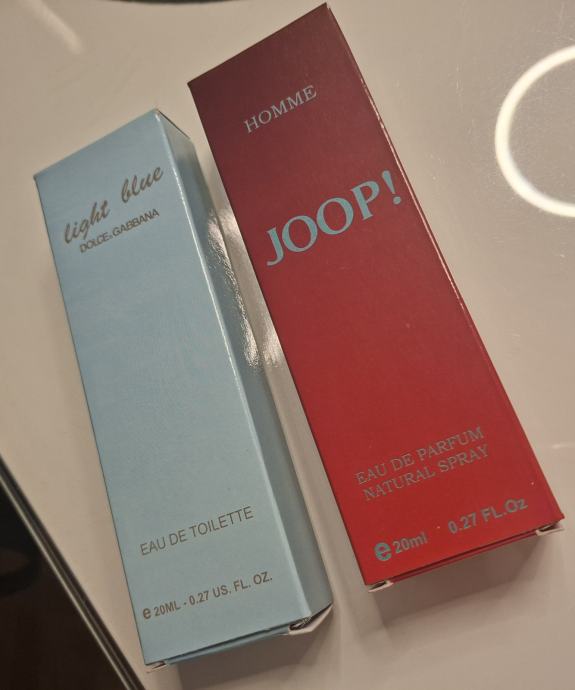 light blue
DOLCE&GABBANA
EAU DE TOILETTE
e 20ML - 0.27 US. FL. OZ.
HOMME
JOOP!
EAU DE PARFUM
NATURAL SPRAY
e 20ml 0.27 FL.Oz